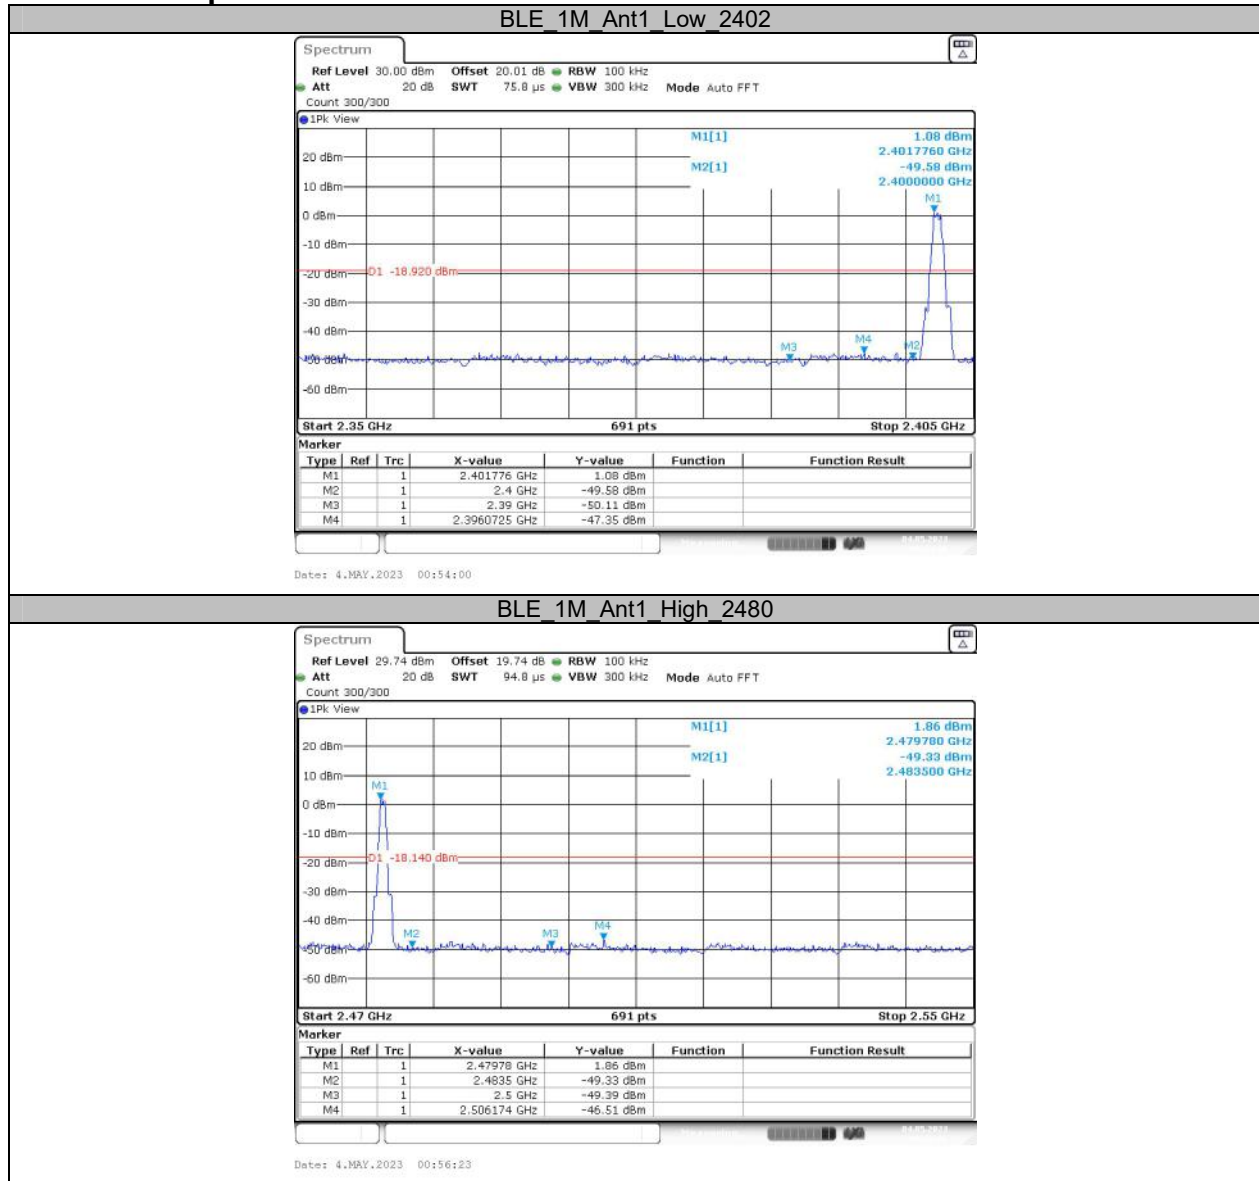 BLE_1M_Ant1_Low_2402
Spectrum
Ref Level 30.00 dBm Offset 20.01 dB RBW 100 kHz
Att 20 dB SWT 75.8 µs VBW 300 kHz Mode Auto FFT
Count 300/300
1Pk View
M1[1] 1.08 dBm
2.4017760 GHz
M2[1] -49.58 dBm
2.4000000 GHz
20 dBm
10 dBm
M1
0 dBm
-10 dBm
-20 dBm D1 -18.920 dBm
-30 dBm
-40 dBm
M3 M4 M2
-50 dBm
-60 dBm
Start 2.35 GHz 691 pts Stop 2.405 GHz
Marker
Type Ref Trc X-value Y-value Function Function Result
M1 1 2.401776 GHz 1.08 dBm
M2 1 2.4 GHz -49.58 dBm
M3 1 2.39 GHz -50.11 dBm
M4 1 2.3960725 GHz -47.35 dBm
Date: 4.MAY.2023 00:54:00
BLE_1M_Ant1_High_2480
Spectrum
Ref Level 29.74 dBm Offset 19.74 dB RBW 100 kHz
Att 20 dB SWT 94.8 µs VBW 300 kHz Mode Auto FFT
Count 300/300
1Pk View
M1[1] 1.86 dBm
2.479780 GHz
M2[1] -49.33 dBm
2.483500 GHz
20 dBm
10 dBm
M1
0 dBm
-10 dBm
-20 dBm D1 -18.140 dBm
-30 dBm
-40 dBm
M2 M3 M4
-50 dBm
-60 dBm
Start 2.47 GHz 691 pts Stop 2.55 GHz
Marker
Type Ref Trc X-value Y-value Function Function Result
M1 1 2.47978 GHz 1.86 dBm
M2 1 2.4835 GHz -49.33 dBm
M3 1 2.5 GHz -49.39 dBm
M4 1 2.506174 GHz -46.51 dBm
Date: 4.MAY.2023 00:56:23